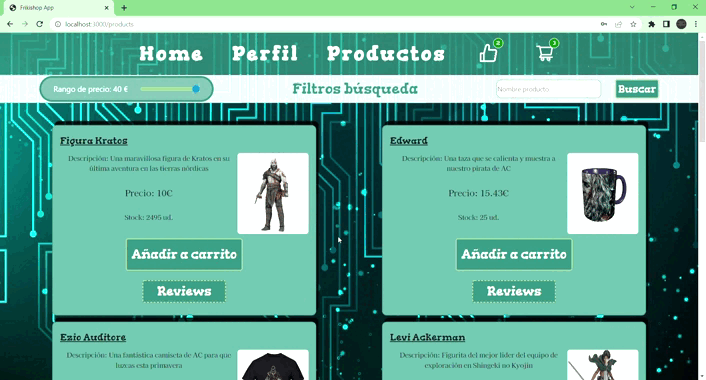 Frikishop App
localhost:3000/products
Home Perfil Productos
2
3
Rango de precio: 40 €
Filtros búsqueda
Nombre producto
Buscar
Figura Kratos
Descripción: Una maravillosa figura de Kratos en su
última aventura en las tierras nórdicas
Precio: 10€
Stock: 2495 ud.
Añadir a carrito
Reviews
Edward
Descripción: Una taza que se calienta y muestra a
nuestro pirata de AC
Precio: 15.43€
Stock: 25 ud.
Añadir a carrito
Reviews
Ezio Auditore
Descripción: Una fantástica camiseta de AC para que
luzcas esta primavera
Levi Ackerman
Descripción: Figurita del mejor líder del equipo de
exploración en Shingeki no Kyojin